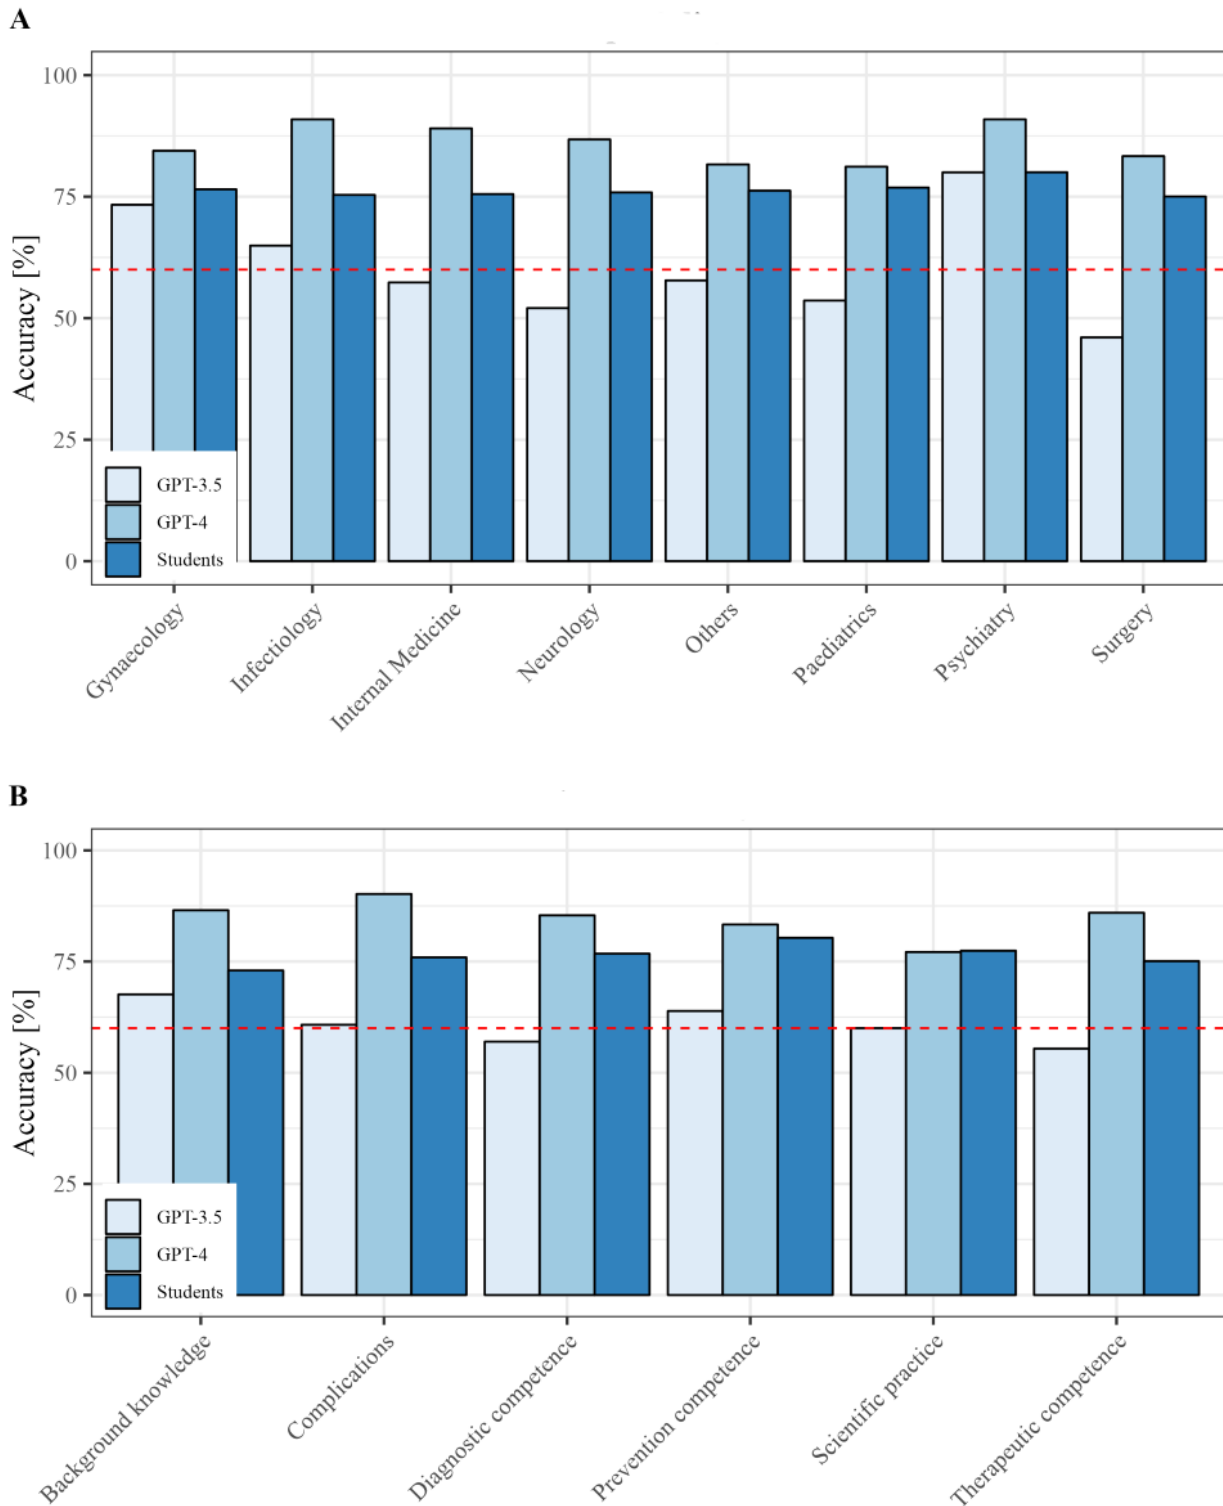 A
Accuracy [%]
100
75
50
25
0
GPT-3.5
GPT-4
Students
Gynaecology
Infectiology
Internal Medicine
Neurology
Others
Paediatrics
Psychiatry
Surgery
B
Accuracy [%]
100
75
50
25
0
GPT-3.5
GPT-4
Students
Background knowledge
Complications
Diagnostic competence
Prevention competence
Scientific practice
Therapeutic competence